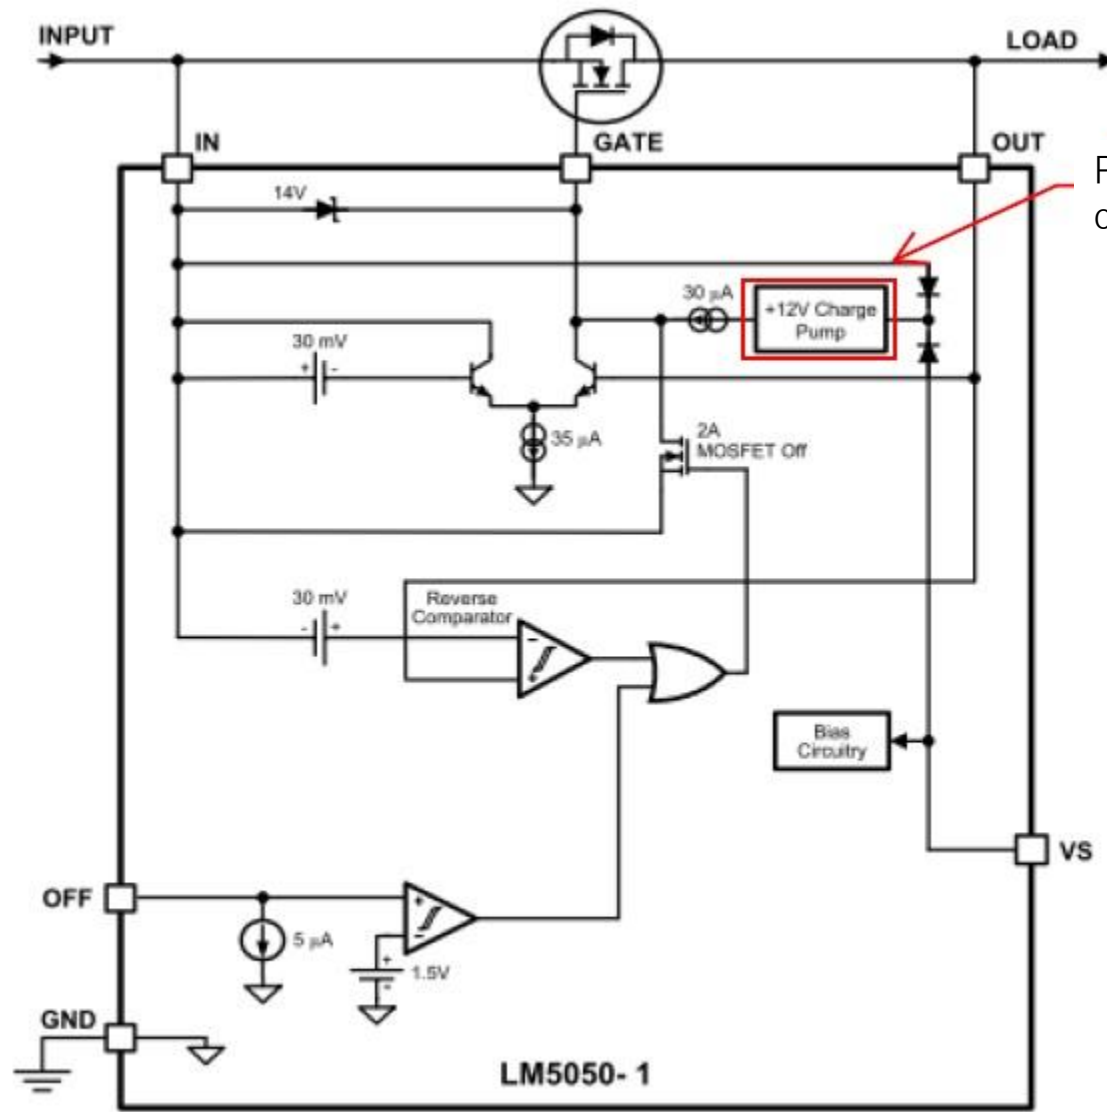 INPUT
LOAD
IN
GATE
OUT
14V
30 µA
+12V Charge
Pump
30 mV
+ -
35 µA
2A
MOSFET Off
30 mV
- +
Reverse
Comparator
-
+
Bias
Circuitry
VS
OFF
+
-
5 µA
+
1.5V
-
GND
LM5050- 1